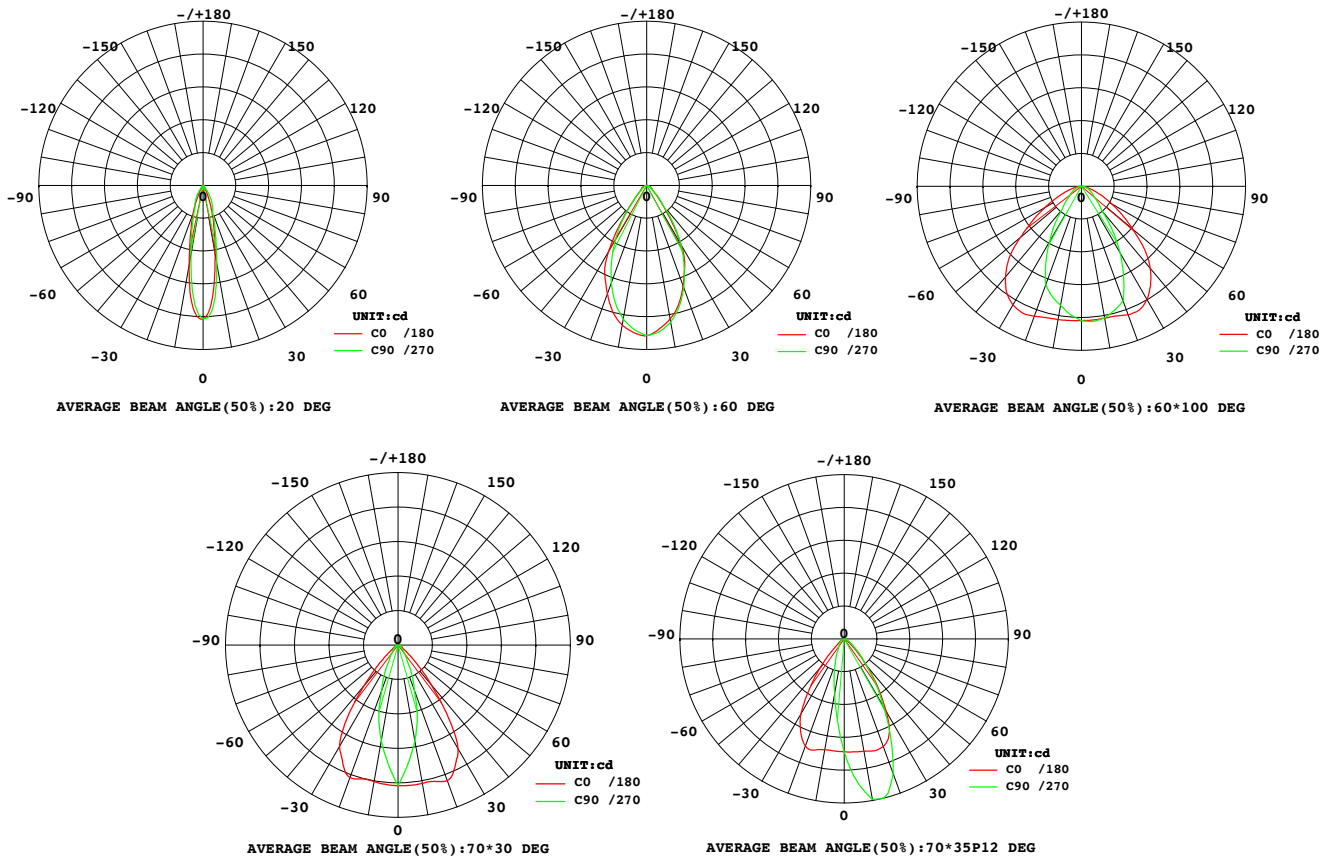 -/+180
-150 150
-120 120
-90 0 90
-60 60
-30 30
0
UNIT:cd
C0 /180
C90 /270
AVERAGE BEAM ANGLE(50%):20 DEG
-/+180
-150 150
-120 120
-90 0 90
-60 60
-30 30
0
UNIT:cd
C0 /180
C90 /270
AVERAGE BEAM ANGLE(50%):60 DEG
-/+180
-150 150
-120 120
-90 0 90
-60 60
-30 30
0
UNIT:cd
C0 /180
C90 /270
AVERAGE BEAM ANGLE(50%):60*100 DEG
-/+180
-150 150
-120 120
-90 0 90
-60 60
-30 30
0
UNIT:cd
C0 /180
C90 /270
AVERAGE BEAM ANGLE(50%):70*30 DEG
-/+180
-150 150
-120 120
-90 0 90
-60 60
-30 30
0
UNIT:cd
C0 /180
C90 /270
AVERAGE BEAM ANGLE(50%):70*35P12 DEG